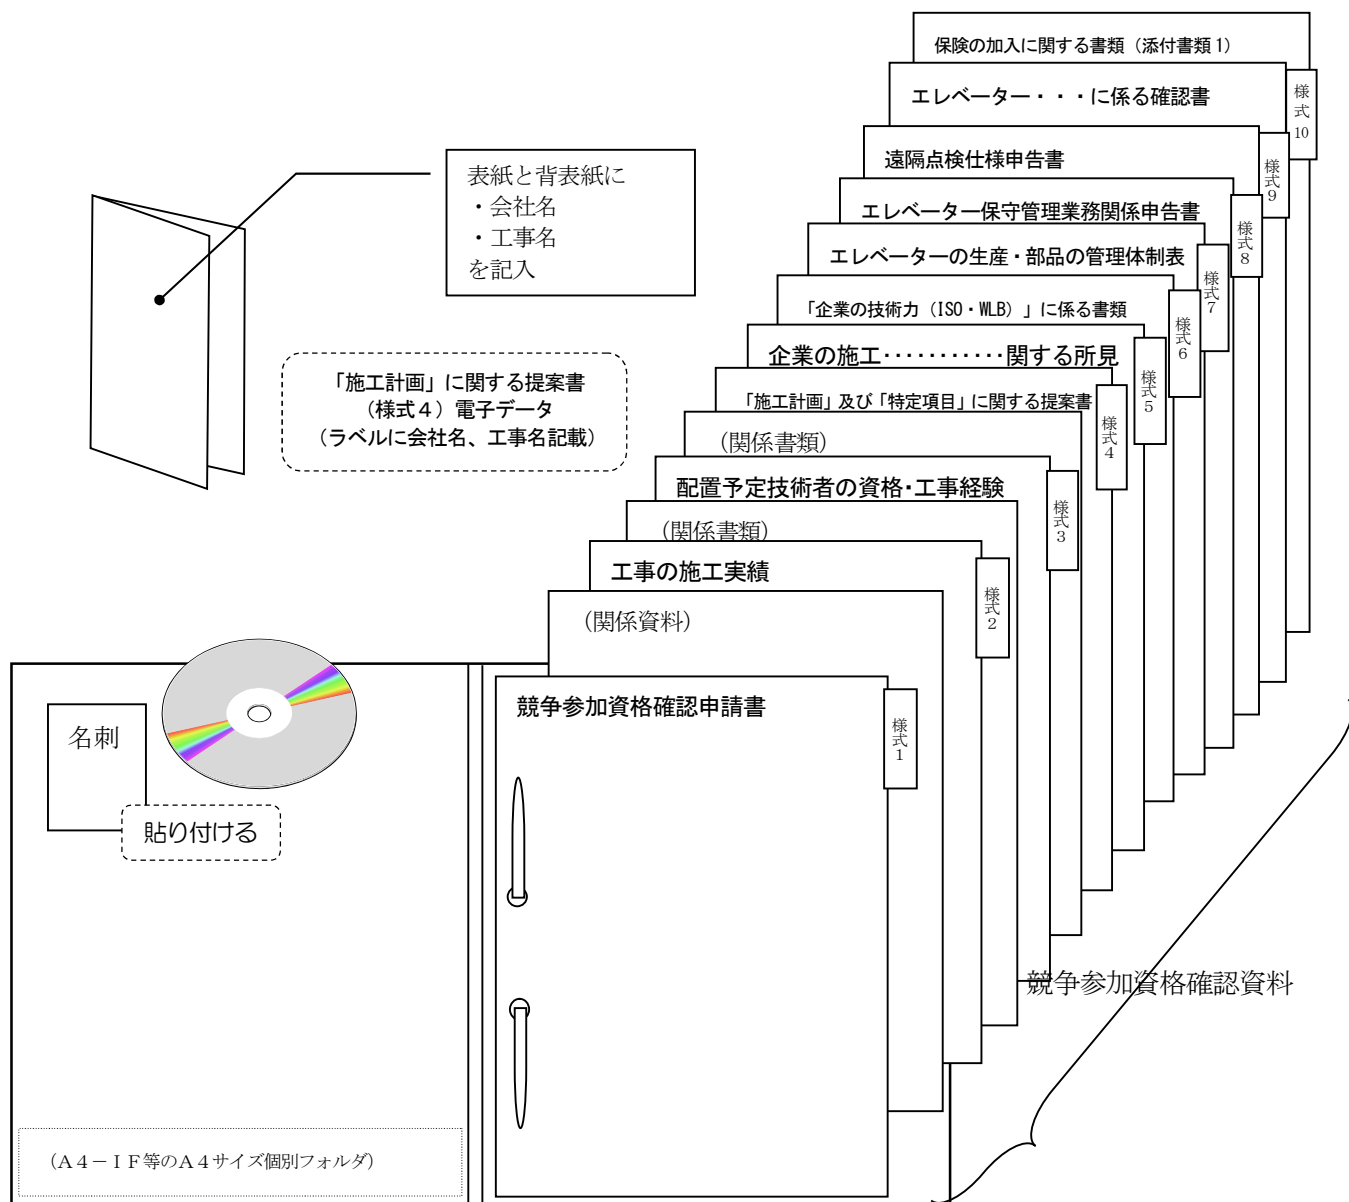 保険の加入に関する書類（添付書類１）
様式10
エレベーター・・・に係る確認書
様式９
遠隔点検仕様申告書
様式８
エレベーター保守管理業務関係申告書
様式７
エレベーターの生産・部品の管理体制表
様式６
「企業の技術力（ISO・WLB）」に係る書類
様式５
企業の施工‥‥‥‥‥‥関する所見
「施工計画」及び「特定項目」に関する提案書
様式４
（関係書類）
配置予定技術者の資格・工事経験
様式３
（関係書類）
工事の施工実績
様式２
（関係資料）
競争参加資格確認申請書
様式１
表紙と背表紙に
・会社名
・工事名
を記入
「施工計画」に関する提案書
（様式４）電子データ
（ラベルに会社名、工事名記載）
名刺
貼り付ける
競争参加資格確認資料
（Ａ４－ＩＦ等のＡ４サイズ個別フォルダ）